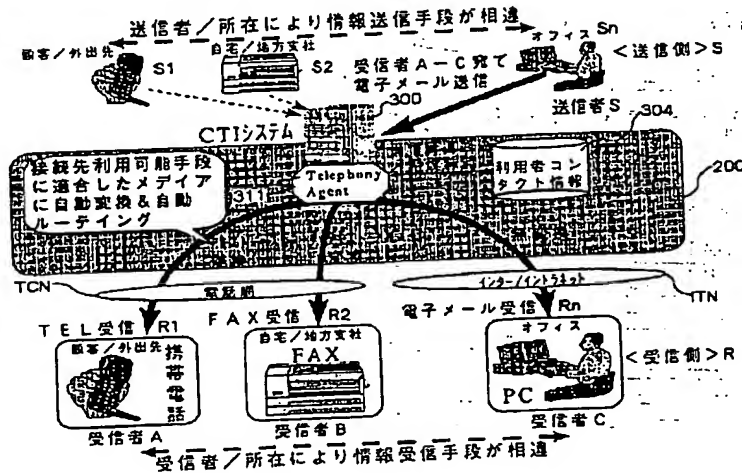 送信者/所在により情報送信手段が相違
顧客/外出先
S1
自宅/地方支社
S2
オフィス
Sn
<送信側>S
受信者A-C宛て
電子メール送信
送信者S
300
304
CTIシステム
接続先利用可能手段
に適合したメデイア
に自動変換&自動
ルーテイング
311
Telephony
Agent
利用者コン
タクト情報
200
TCN
電話網
インター/イントラネット
ITN
TEL受信
R1
顧客/外出先
携帯電話
受信者A
FAX受信
R2
自宅/地方支社
FAX
受信者B
電子メール受信
Rn
オフィス
PC
受信者C
<受信側>R
受信者/所在により情報受信手段が相違